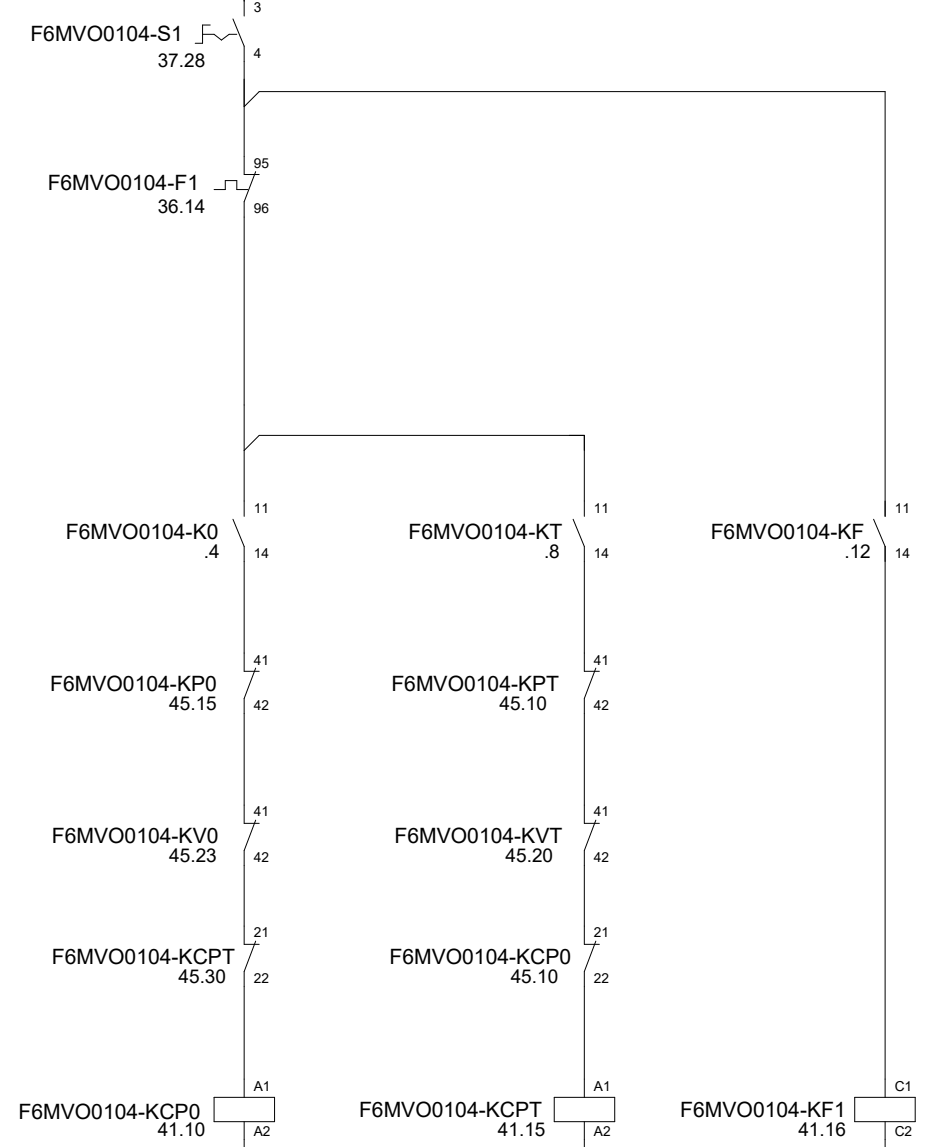 3
F6MVO0104-S1
4
37.28
95
F6MVO0104-F1
36.14
96
11
11
11
F6MVO0104-K0
F6MVO0104-KT
F6MVO0104-KF
.4
14
.8
14
.12
14
41
41
F6MVO0104-KP0
F6MVO0104-KPT
45.15
42
45.10
42
41
41
F6MVO0104-KV0
F6MVO0104-KVT
45.23
42
45.20
42
21
21
F6MVO0104-KCPT
F6MVO0104-KCP0
45.30
22
45.10
22
A1
A1
C1
F6MVO0104-KCP0
F6MVO0104-KCPT
F6MVO0104-KF1
41.10
A2
41.15
A2
41.16
C2